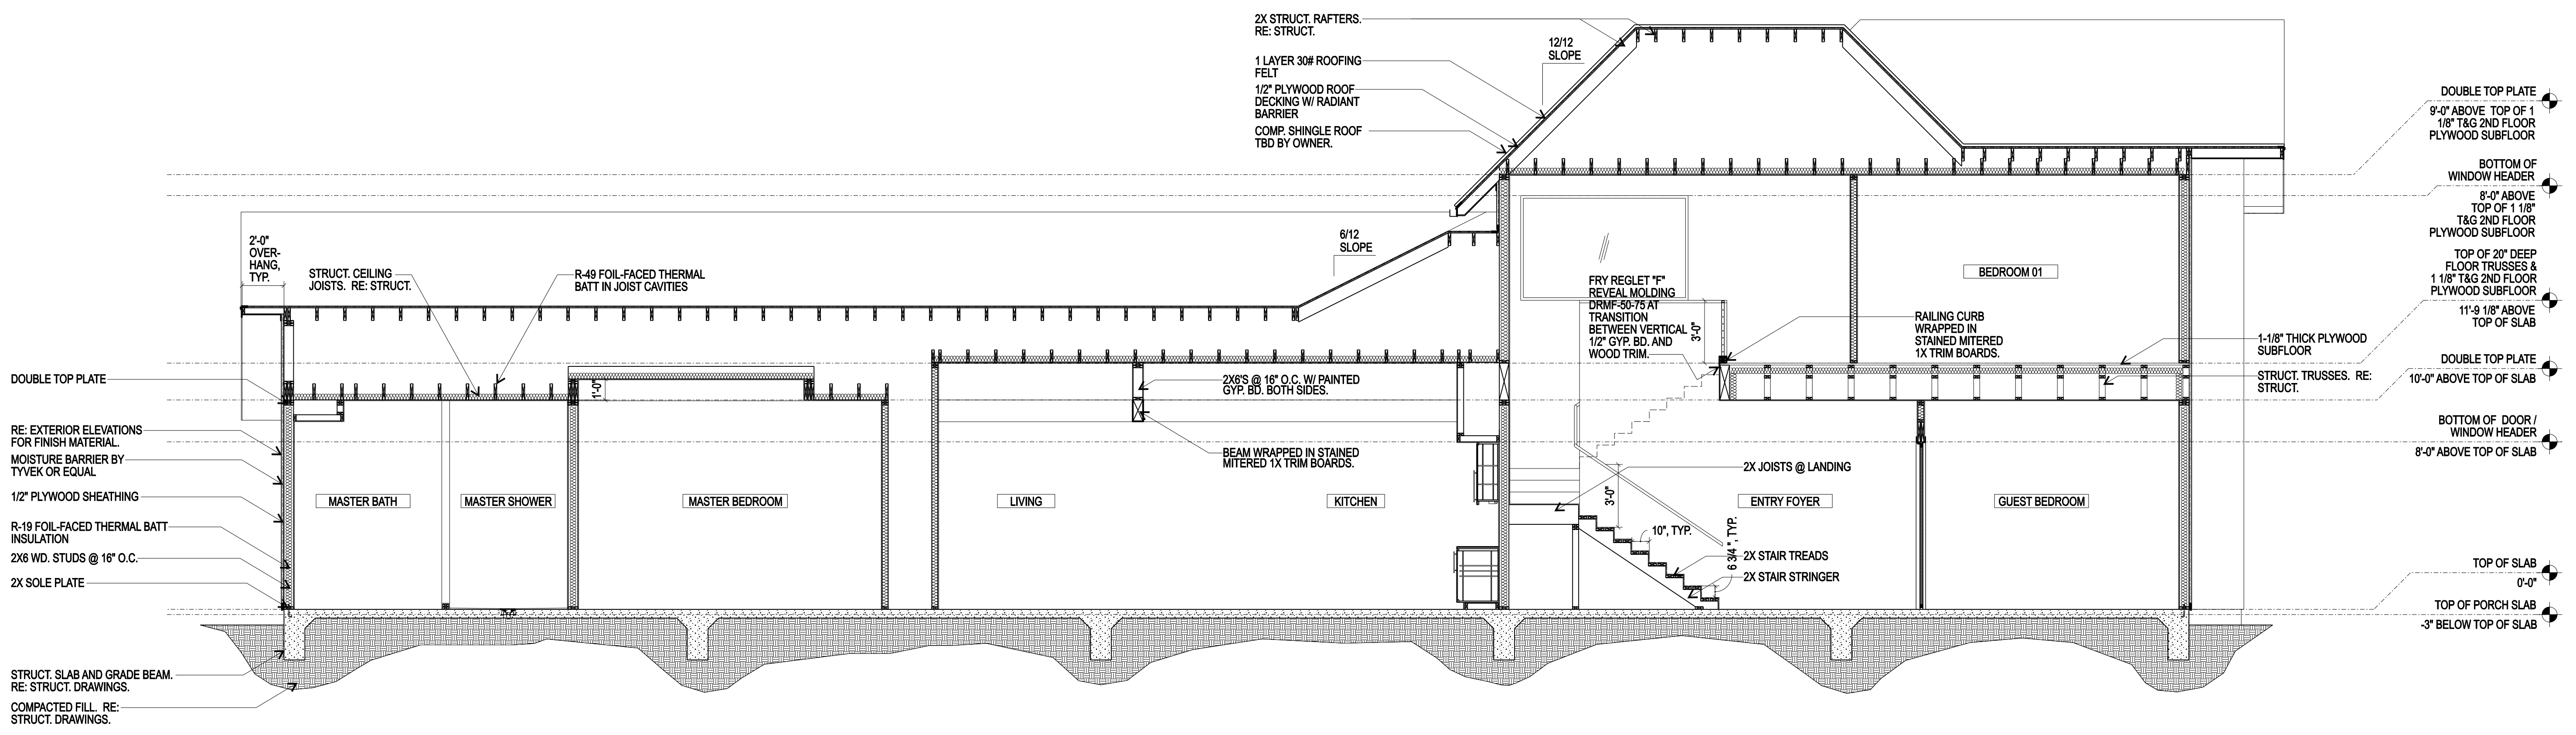 2X STRUCT. RAFTERS.
RE: STRUCT.
1 LAYER 30# ROOFING
FELT
1/2" PLYWOOD ROOF
DECKING W/ RADIANT
BARRIER
COMP. SHINGLE ROOF
TBD BY OWNER.
12/12
SLOPE
6/12
SLOPE
2'-0"
OVER-
HANG,
TYP.
STRUCT. CEILING
JOISTS.  RE: STRUCT.
R-49 FOIL-FACED THERMAL
BATT IN JOIST CAVITIES
1'-0"
DOUBLE TOP PLATE
RE: EXTERIOR ELEVATIONS
FOR FINISH MATERIAL.
MOISTURE BARRIER BY
TYVEK OR EQUAL
1/2" PLYWOOD SHEATHING
R-19 FOIL-FACED THERMAL BATT
INSULATION
2X6 WD. STUDS @ 16" O.C.
2X SOLE PLATE
STRUCT. SLAB AND GRADE BEAM.
RE: STRUCT. DRAWINGS.
COMPACTED FILL.  RE:
STRUCT. DRAWINGS.
MASTER BATH
MASTER SHOWER
MASTER BEDROOM
LIVING
KITCHEN
2X6'S @ 16" O.C. W/ PAINTED
GYP. BD. BOTH SIDES.
BEAM WRAPPED IN STAINED
MITERED 1X TRIM BOARDS.
FRY REGLET "F"
REVEAL MOLDING
DRMF-50-75 AT
TRANSITION
BETWEEN VERTICAL
1/2" GYP. BD. AND
WOOD TRIM.
3'-0"
RAILING CURB
WRAPPED IN
STAINED MITERED
1X TRIM BOARDS.
BEDROOM 01
2X JOISTS @ LANDING
3'-0"
ENTRY FOYER
GUEST BEDROOM
10", TYP.
6 3/4 ", TYP.
2X STAIR TREADS
2X STAIR STRINGER
1-1/8" THICK PLYWOOD
SUBFLOOR
STRUCT. TRUSSES.  RE:
STRUCT.
DOUBLE TOP PLATE
9'-0" ABOVE  TOP OF 1
1/8" T&G 2ND FLOOR
PLYWOOD SUBFLOOR
BOTTOM OF
WINDOW HEADER
8'-0" ABOVE
TOP OF 1 1/8"
T&G 2ND FLOOR
PLYWOOD SUBFLOOR
TOP OF 20" DEEP
FLOOR TRUSSES &
1 1/8" T&G 2ND FLOOR
PLYWOOD SUBFLOOR
11'-9 1/8" ABOVE
TOP OF SLAB
DOUBLE TOP PLATE
10'-0" ABOVE TOP OF SLAB
BOTTOM OF  DOOR /
WINDOW HEADER
8'-0" ABOVE TOP OF SLAB
TOP OF SLAB
0'-0"
TOP OF PORCH SLAB
-3" BELOW TOP OF SLAB